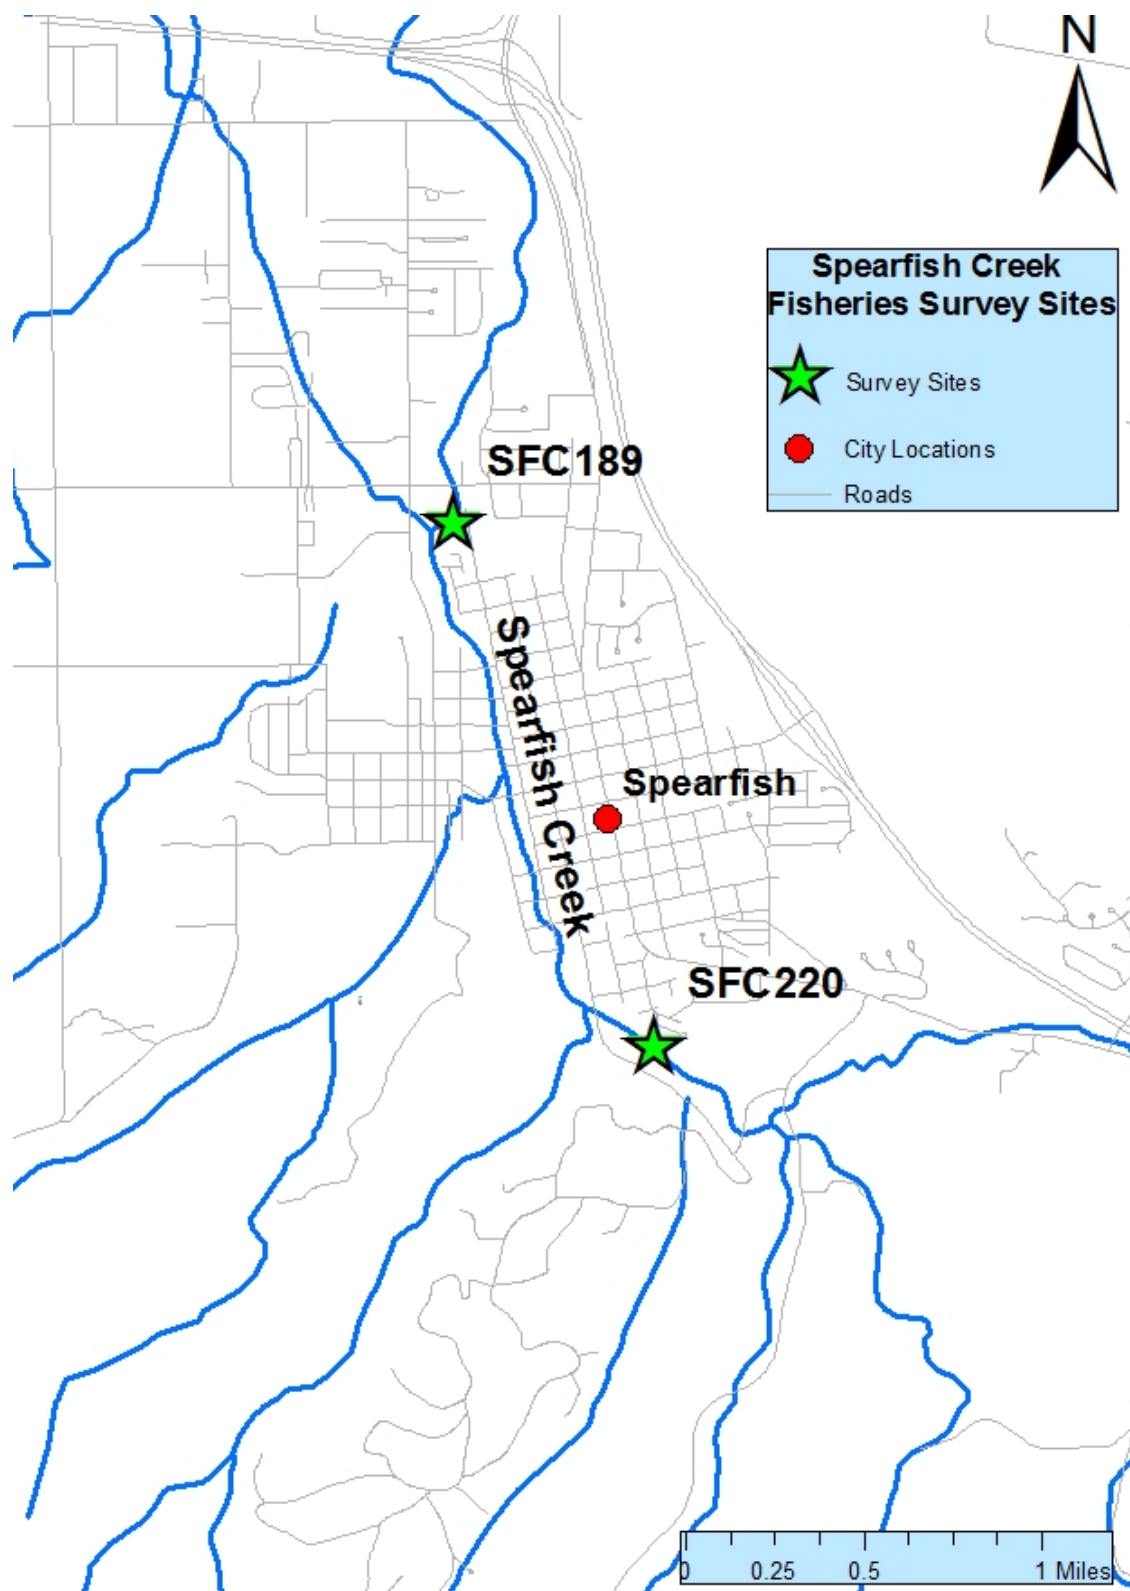 N
Spearfish Creek
Fisheries Survey Sites
Survey Sites
City Locations
Roads
SFC189
Spearfish Creek
Spearfish
SFC220
0 0.25 0.5 1 Miles